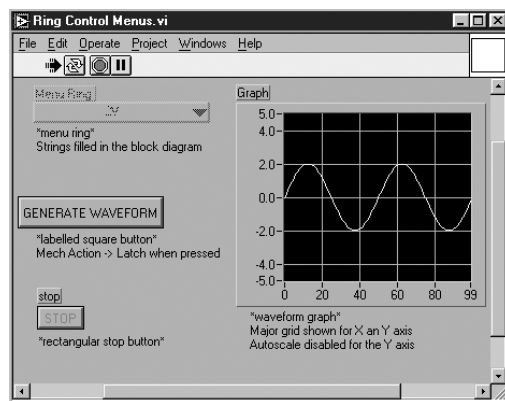 Ring Control Menus.vi
File Edit Operate Project Windows Help
Menu Ring
*menu ring*
Strings filled in the block diagram
GENERATE WAVEFORM
*labelled square button*
Mech Action -> Latch when pressed
stop
STOP
*rectangular stop button*
Graph
5.0
4.0
2.0
0.0
-2.0
-4.0
-5.0
0 20 40 60 80 99
*waveform graph*
Major grid shown for X an Y axis
Autoscale disabled for the Y axis